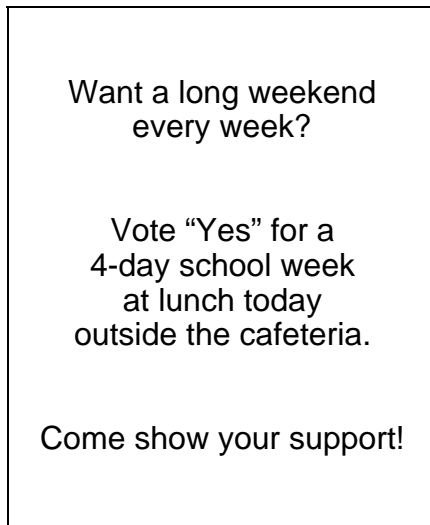 Want a long weekend
every week?
Vote “Yes” for a
4-day school week
at lunch today
outside the cafeteria.
Come show your support!